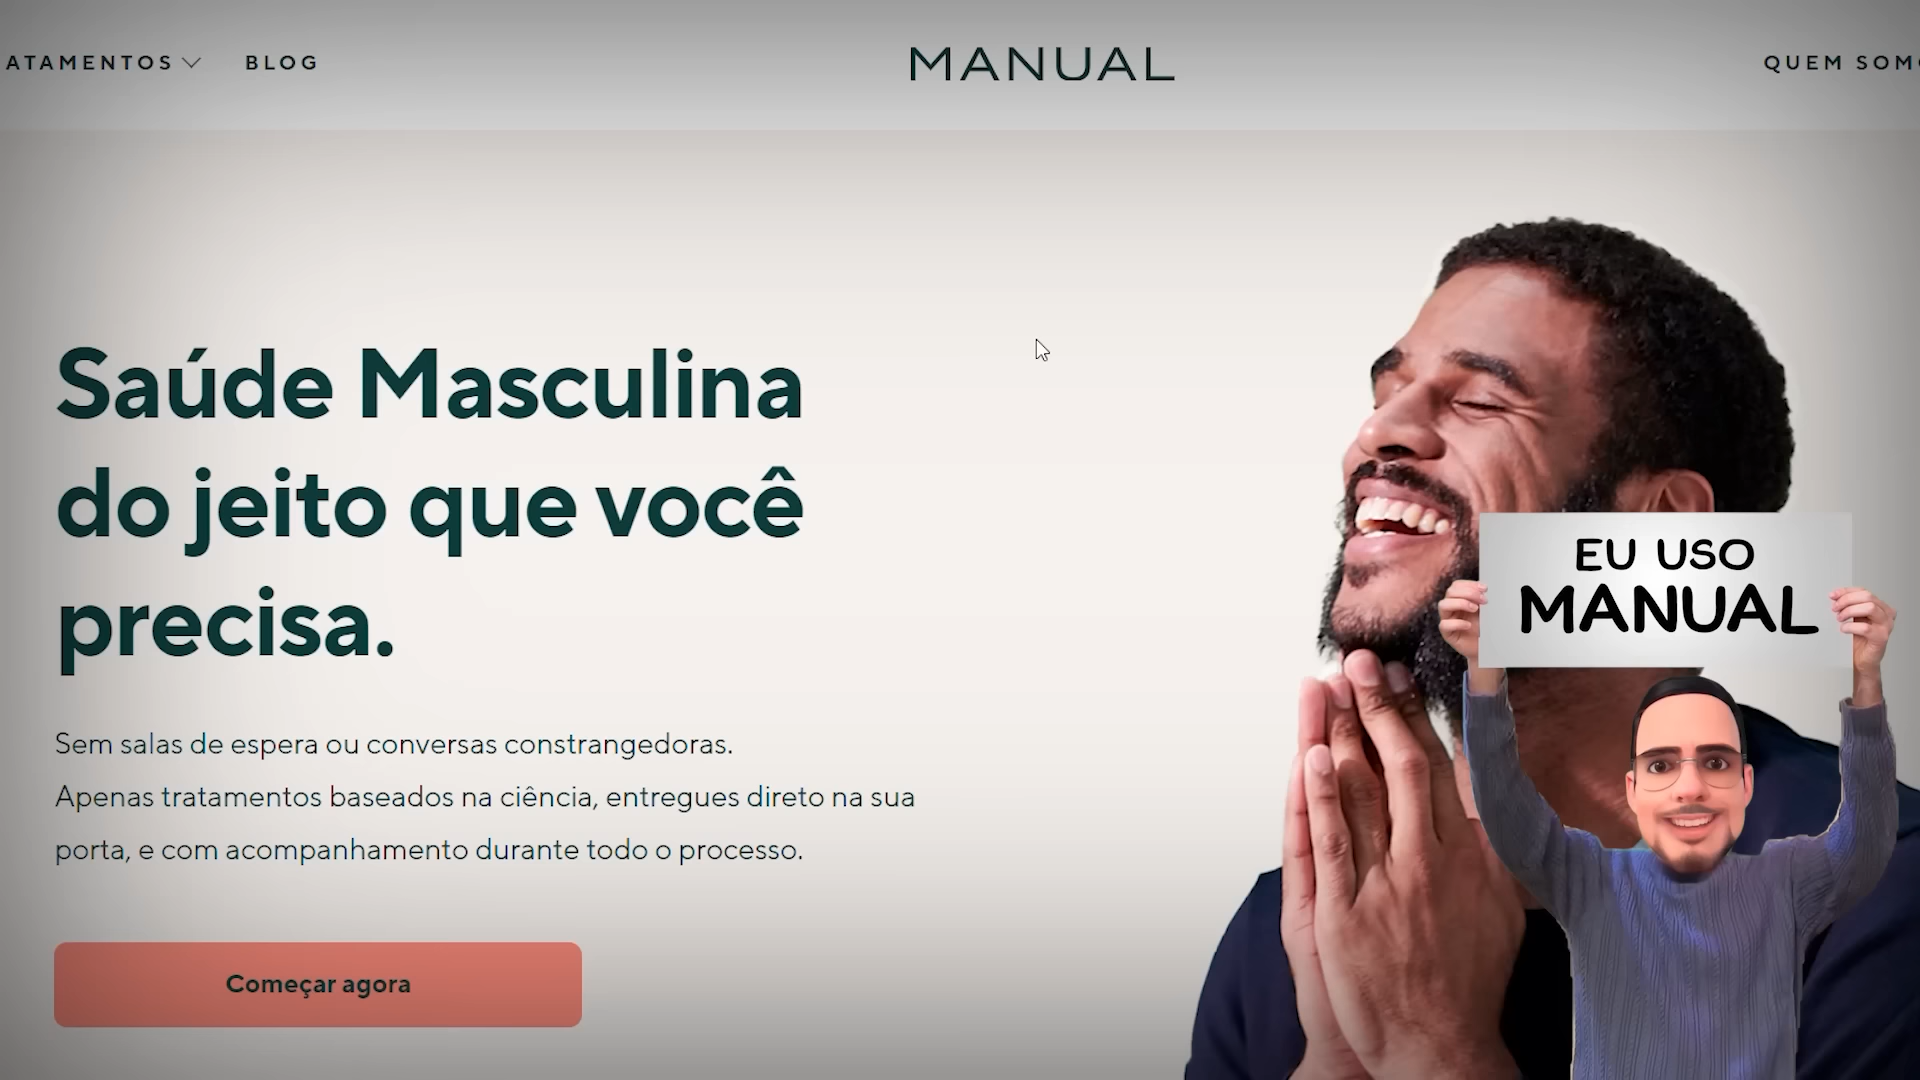 ATAMENTOS
BLOG
MANUAL
QUEM SOMO
Saúde Masculina
do jeito que você
precisa.
Sem salas de espera ou conversas constrangedoras.
Apenas tratamentos baseados na ciência, entregues direto na sua
porta, e com acompanhamento durante todo o processo.
Começar agora
EU USO
MANUAL